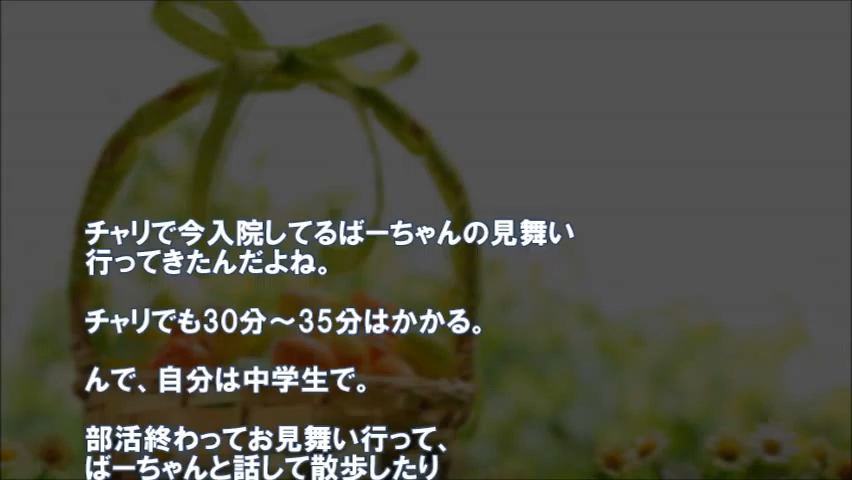 チャリで今入院してるばーちゃんの見舞い
行ってきたんだよね。
チャリでも30分～35分はかかる。
んで、自分は中学生で。
部活終わってお見舞い行って、
ばーちゃんと話して散歩したり